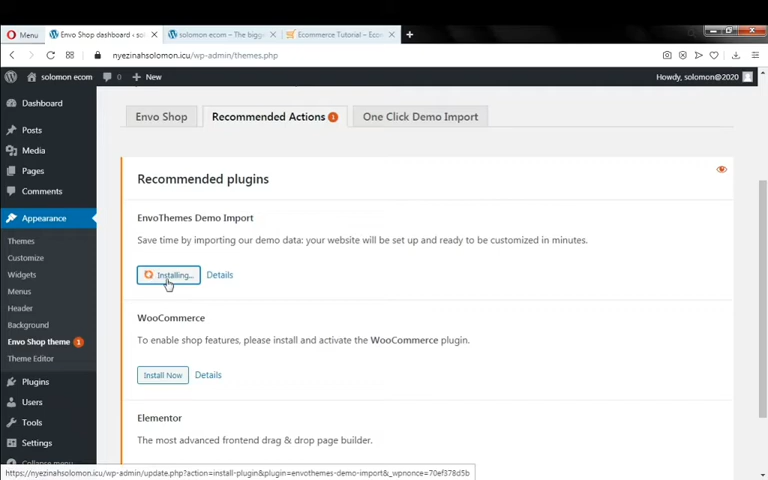 Menu
Envo Shop dashboard ‹ sol
solomon ecom – The bigge
Ecommerce Tutorial – Econ
nyezinahsolomon.icu/wp-admin/themes.php
solomon ecom
0
New
Howdy, solomon@2020
Dashboard
Posts
Media
Pages
Comments
Appearance
Themes
Customize
Widgets
Menus
Header
Background
Envo Shop theme 1
Theme Editor
Plugins
Users
Tools
Settings
Collapse menu
Envo Shop
Recommended Actions 1
One Click Demo Import
Recommended plugins
EnvoThemes Demo Import
Save time by importing our demo data: your website will be set up and ready to be customized in minutes.
Installing...
Details
WooCommerce
To enable shop features, please install and activate the WooCommerce plugin.
Install Now
Details
Elementor
The most advanced frontend drag & drop page builder.
https://nyezinahsolomon.icu/wp-admin/update.php?action=install-plugin&plugin=envothemes-demo-import&_wpnonce=70ef378d5b